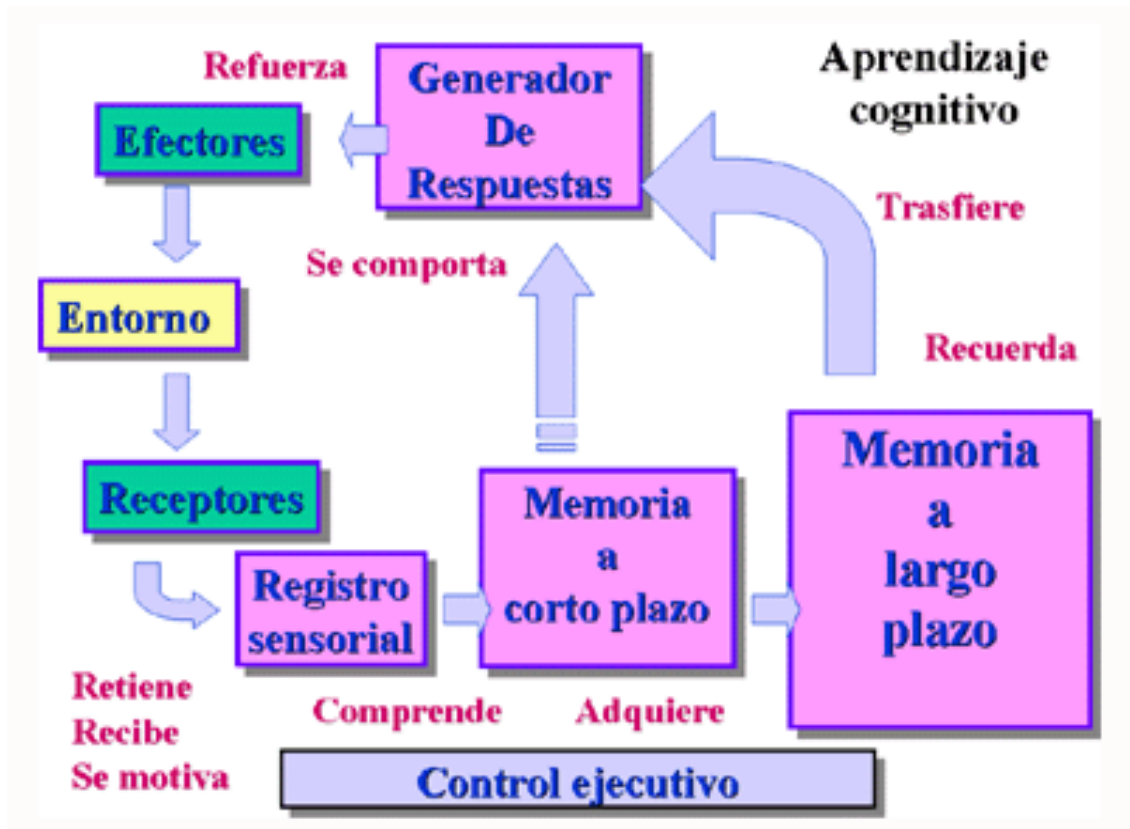 Aprendizaje
cognitivo
Refuerza
Generador
De
Respuestas
Efectores
Trasfiere
Se comporta
Entorno
Recuerda
Receptores
Registro
sensorial
Memoria
a
corto plazo
Memoria
a
largo
plazo
Retiene
Recibe
Se motiva
Comprende
Adquiere
Control ejecutivo